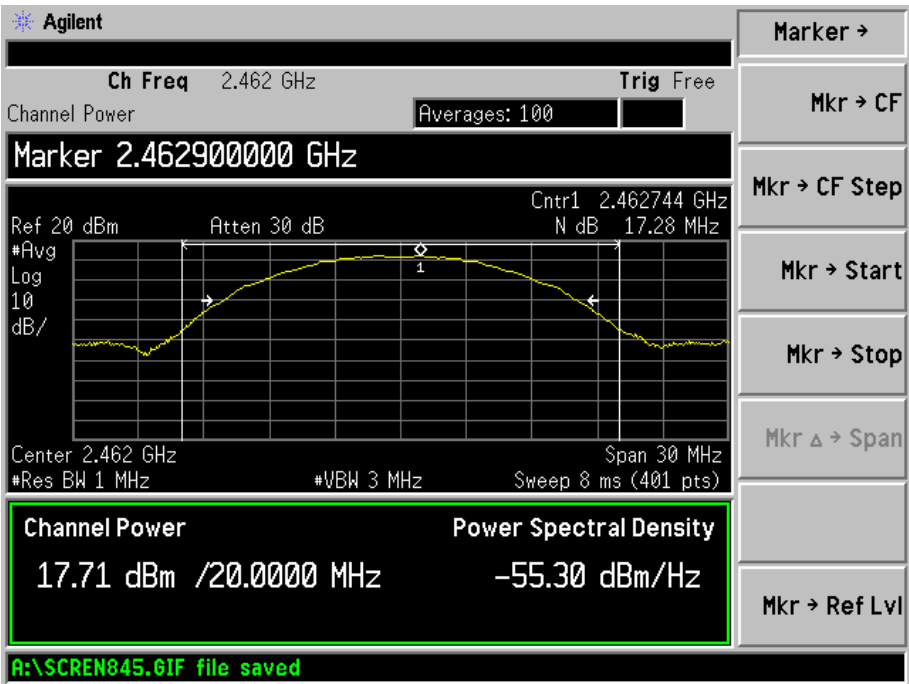 Agilent
Marker →
Ch Freq 2.462 GHz Trig Free
Channel Power Averages: 100
Mkr → CF
Marker 2.462900000 GHz
Mkr → CF Step
Cntr1 2.462744 GHz
Ref 20 dBm Atten 30 dB N dB 17.28 MHz
#Avg
Log
10
dB/
1
Mkr → Start
Mkr → Stop
Mkr Δ → Span
Center 2.462 GHz Span 30 MHz
#Res BW 1 MHz #VBW 3 MHz Sweep 8 ms (401 pts)
Channel Power Power Spectral Density
17.71 dBm /20.0000 MHz -55.30 dBm/Hz
Mkr → Ref Lvl
A:\SCREN845.GIF file saved